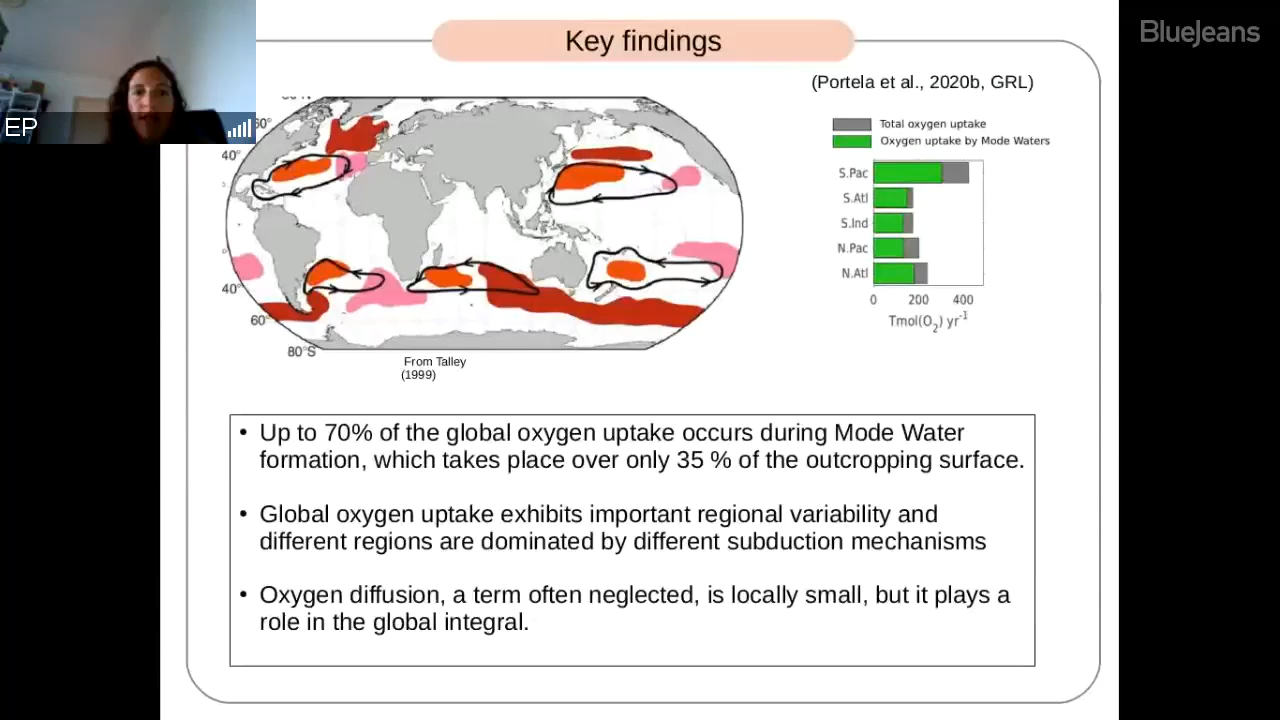 BlueJeans
EP
Key findings
(Portela et al., 2020b, GRL)
60°
40°
40°
60°
80°S
From Talley
(1999)
Total oxygen uptake
Oxygen uptake by Mode Waters
S.Pac
S.Atl
S.Ind
N.Pac
N.Atl
0 200 400
Tmol(O₂) yr⁻¹
• Up to 70% of the global oxygen uptake occurs during Mode Water
formation, which takes place over only 35 % of the outcropping surface.
• Global oxygen uptake exhibits important regional variability and
different regions are dominated by different subduction mechanisms
• Oxygen diffusion, a term often neglected, is locally small, but it plays a
role in the global integral.